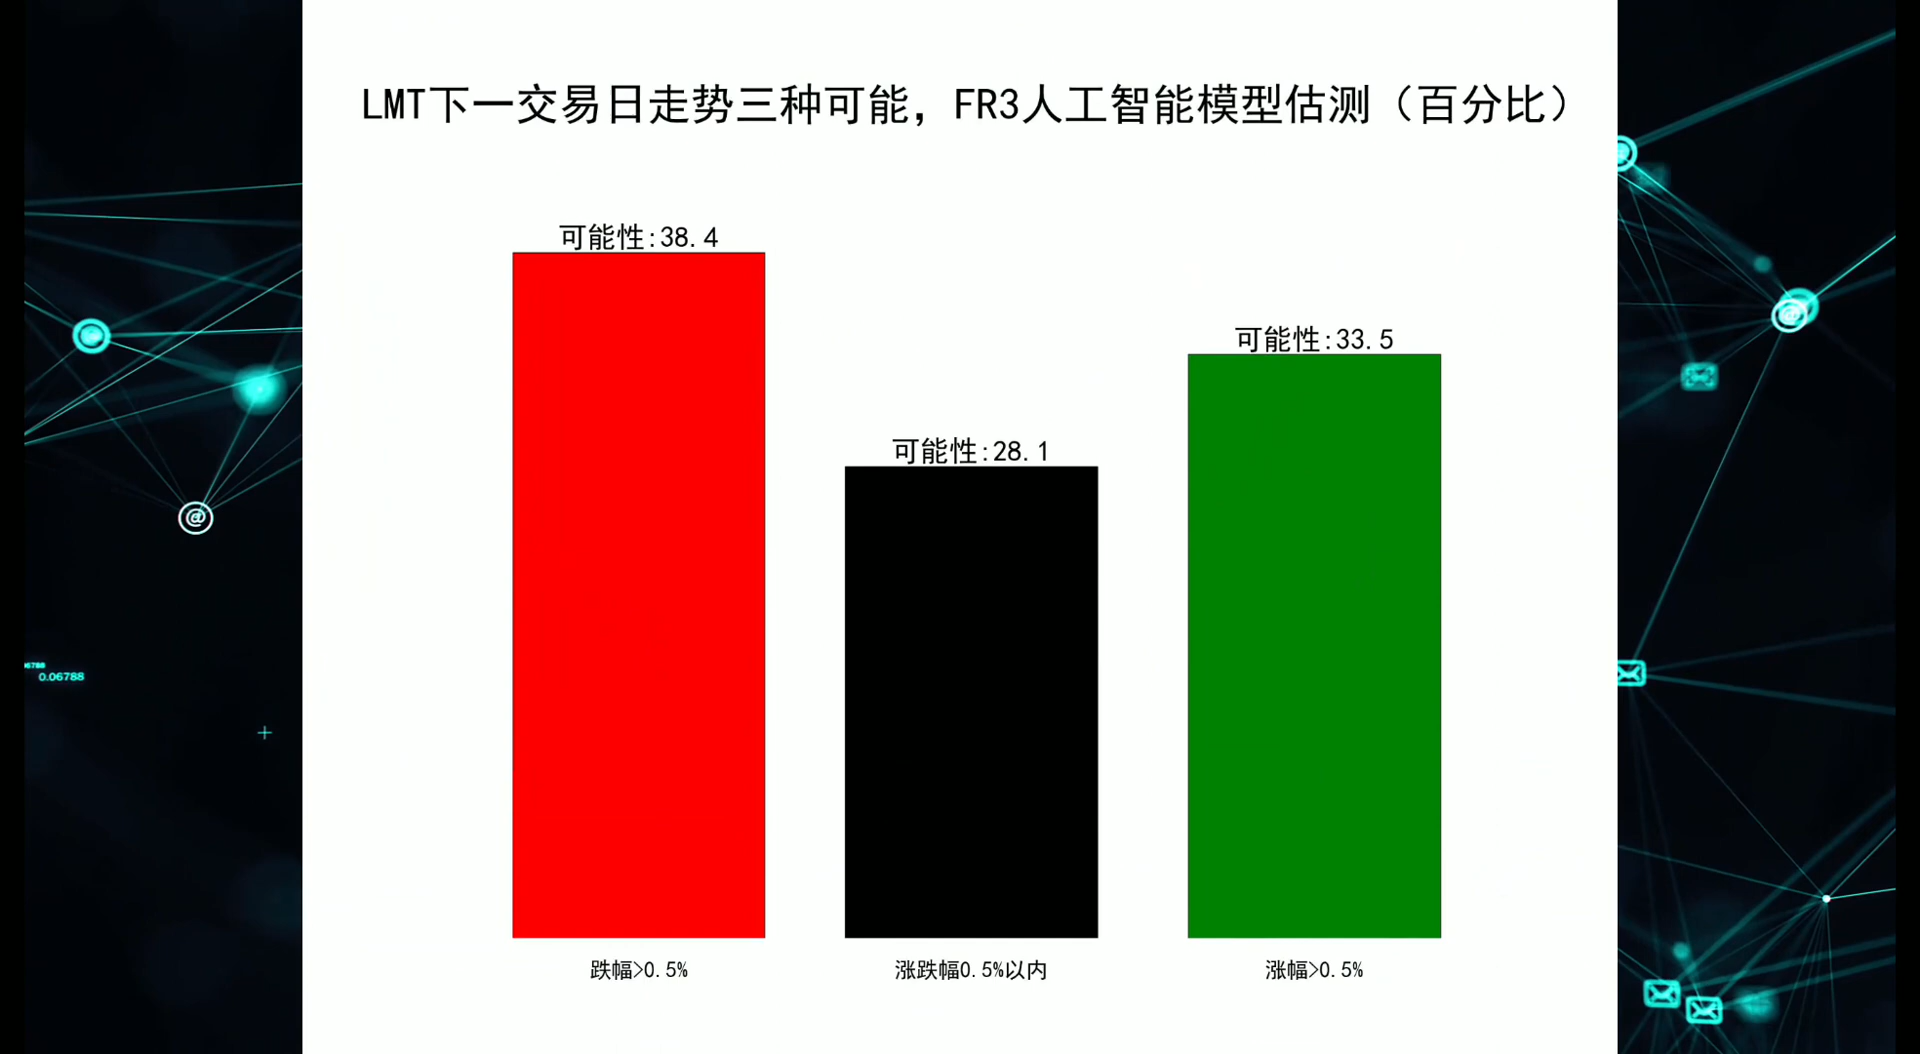 LMT下一交易日走势三种可能，FR3人工智能模型估测（百分比）
可能性:38.4
可能性:33.5
可能性:28.1
跌幅>0.5%
涨跌幅0.5%以内
涨幅>0.5%
0.06788
@